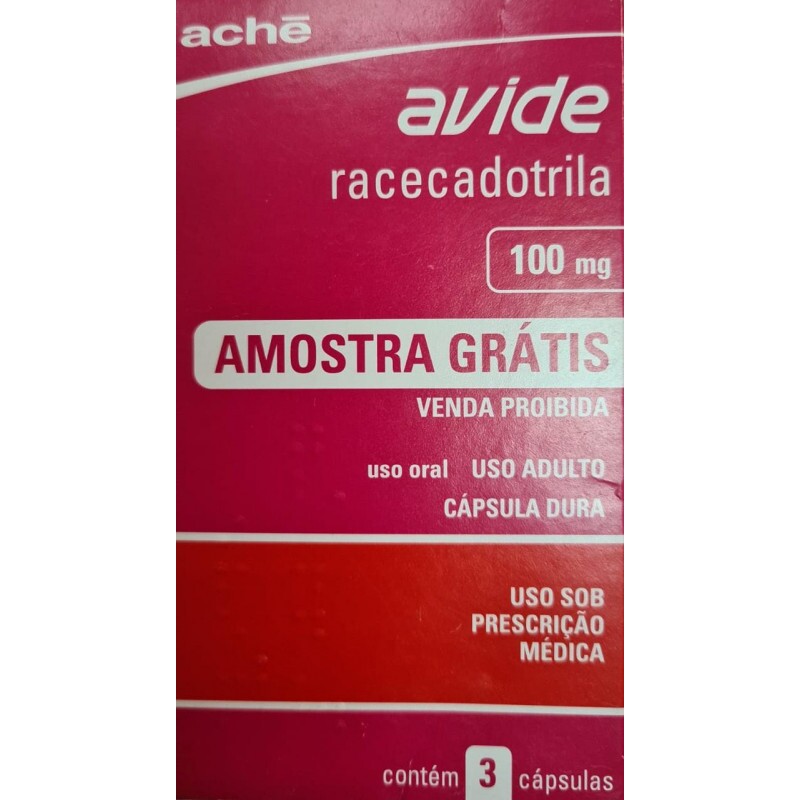 achē
avide
racecadotrila
100 mg
AMOSTRA GRÁTIS
VENDA PROIBIDA
uso oral USO ADULTO
CÁPSULA DURA
USO SOB
PRESCRIÇÃO
MÉDICA
contém 3 cápsulas